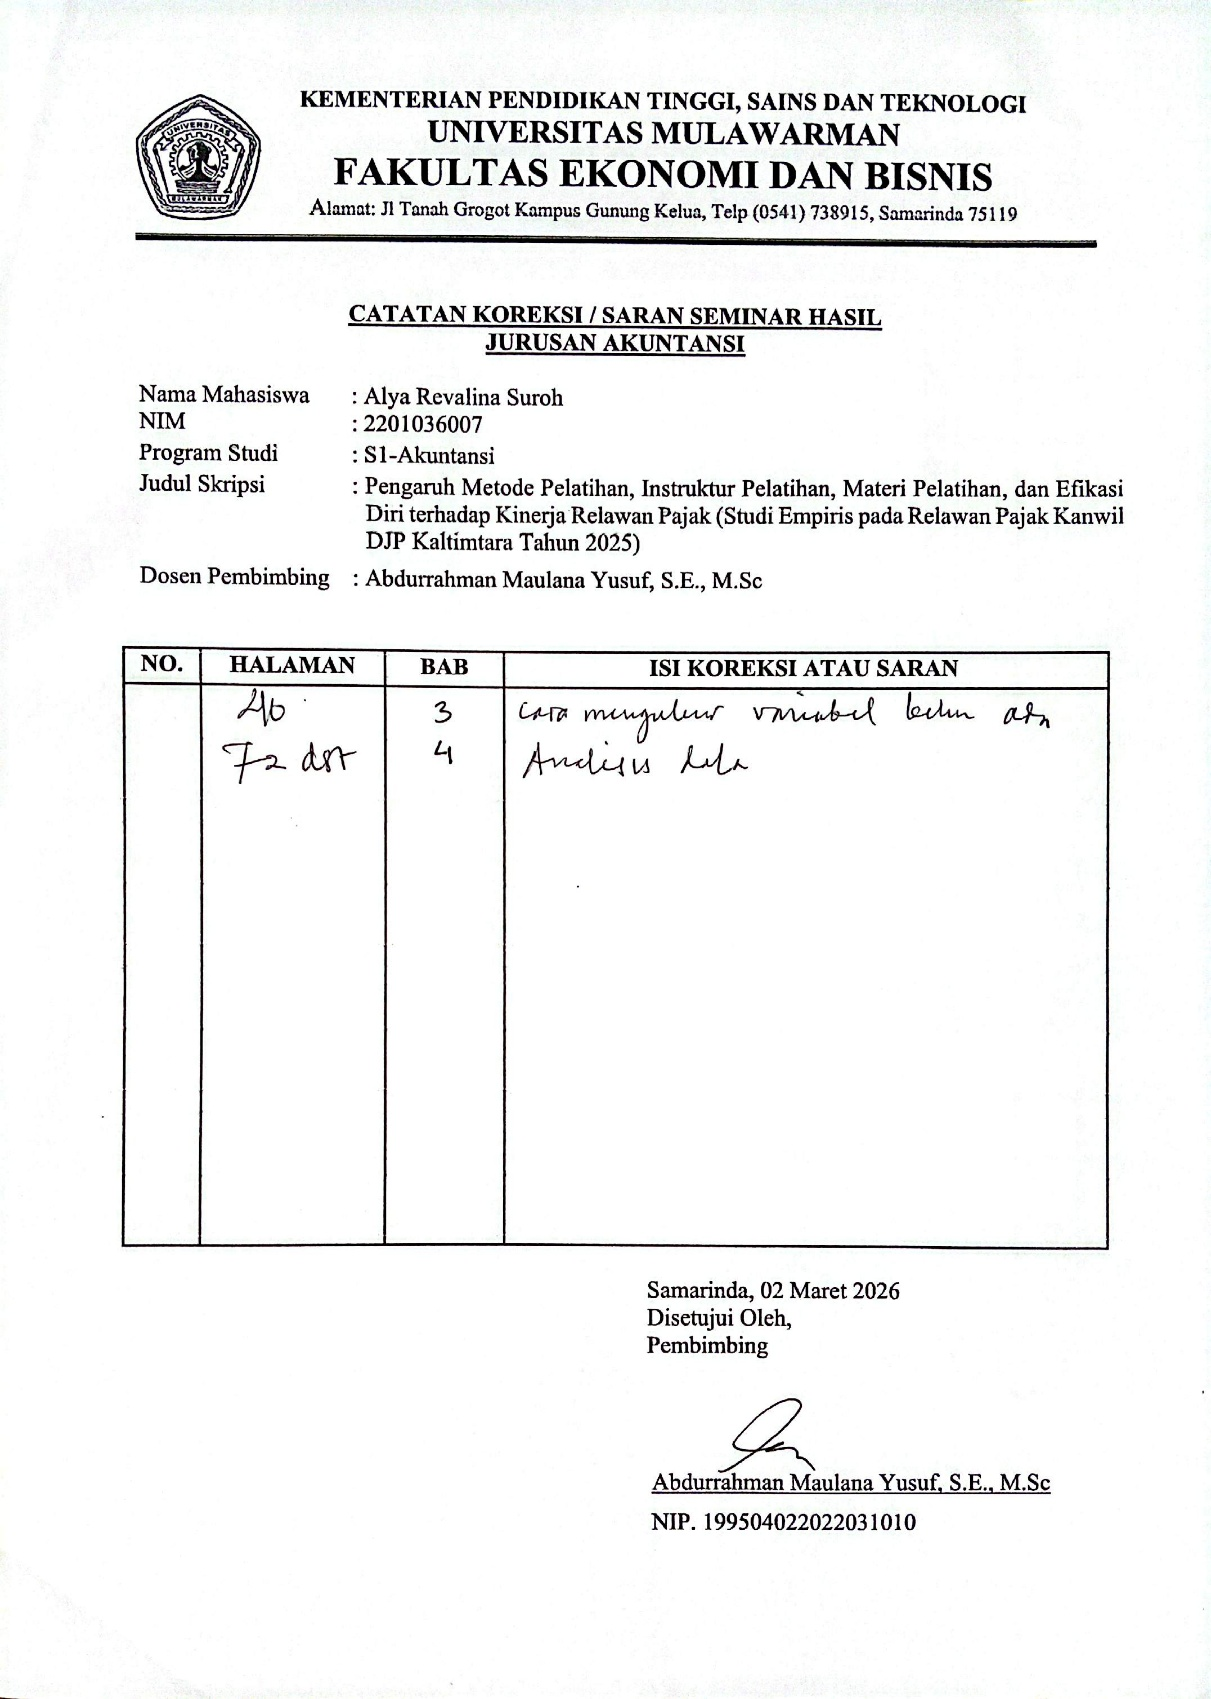 KEMENTERIAN PENDIDIKAN TINGGI, SAINS DAN TEKNOLOGI
UNIVERSITAS MULAWARMAN
FAKULTAS EKONOMI DAN BISNIS
Alamat: Jl Tanah Grogot Kampus Gunung Kelua, Telp (0541) 738915, Samarinda 75119
UNIVERSITAS
MULAWARMAN
CATATAN KOREKSI / SARAN SEMINAR HASIL
JURUSAN AKUNTANSI
Nama Mahasiswa : Alya Revalina Suroh
NIM : 2201036007
Program Studi : S1-Akuntansi
Judul Skripsi : Pengaruh Metode Pelatihan, Instruktur Pelatihan, Materi Pelatihan, dan Efikasi
Diri terhadap Kinerja Relawan Pajak (Studi Empiris pada Relawan Pajak Kanwil
DJP Kaltimtara Tahun 2025)
Dosen Pembimbing : Abdurrahman Maulana Yusuf, S.E., M.Sc
NO. HALAMAN BAB ISI KOREKSI ATAU SARAN
46 3 Cara mengukur variabel belum ada
72 dst 4 Analisis data
Samarinda, 02 Maret 2026
Disetujui Oleh,
Pembimbing
Abdurrahman Maulana Yusuf, S.E., M.Sc
NIP. 199504022022031010